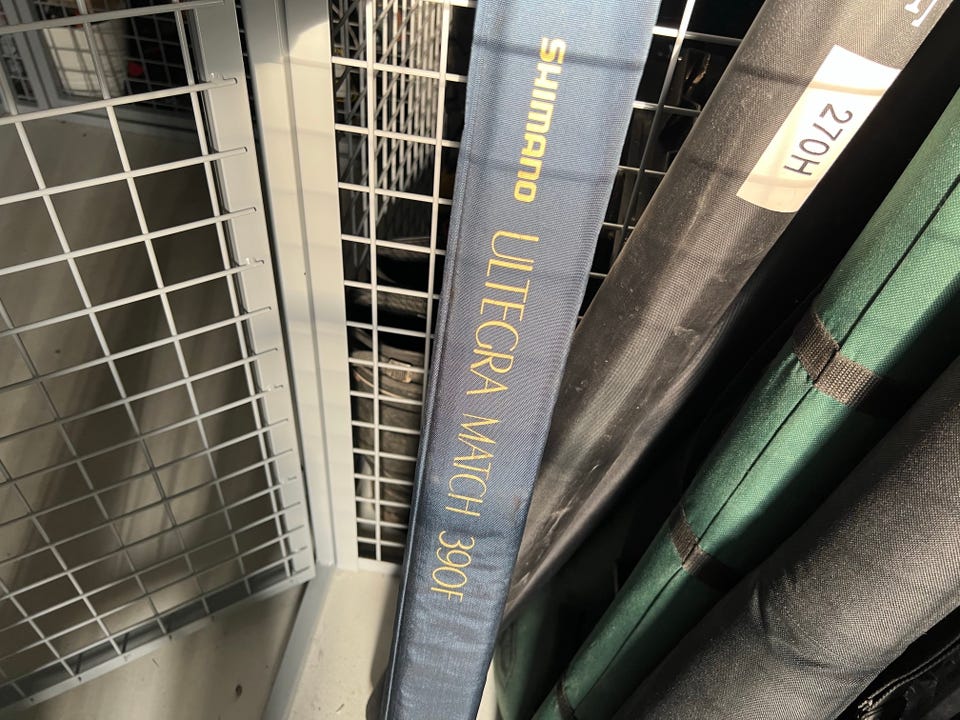 SHIMANO ULTEGRA MATCH 390F
270H